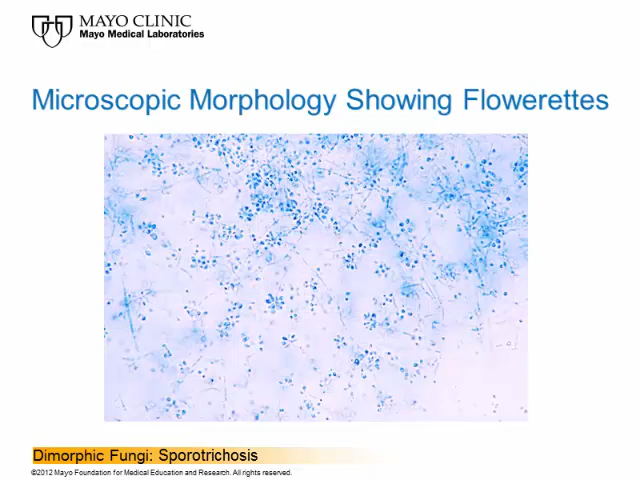 MAYO CLINIC
Mayo Medical Laboratories
Microscopic Morphology Showing Flowerettes
Dimorphic Fungi: Sporotrichosis
©2012 Mayo Foundation for Medical Education and Research. All rights reserved.